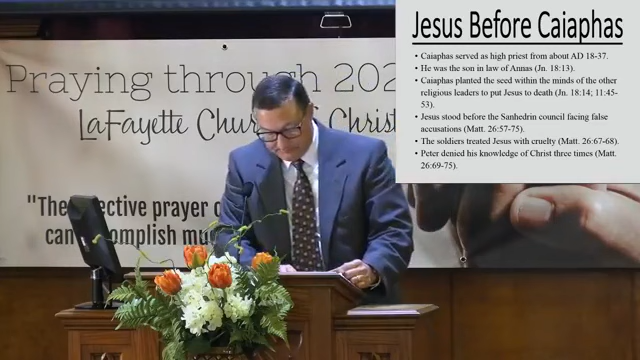 Jesus Before Caiaphas
• Caiaphas served as high priest from about AD 18-37.
• He was the son in law of Annas (Jn. 18:13).
• Caiaphas planted the seed within the minds of the other
religious leaders to put Jesus to death (Jn. 18:14; 11:45-
53).
• Jesus stood before the Sanhedrin council facing false
accusations (Matt. 26:57-75).
• The soldiers treated Jesus with cruelty (Matt. 26:67-68).
• Peter denied his knowledge of Christ three times (Matt.
26:69-75).
Praying through 202
LaFayette Chur Christ
"The ective prayer
can mplish mu